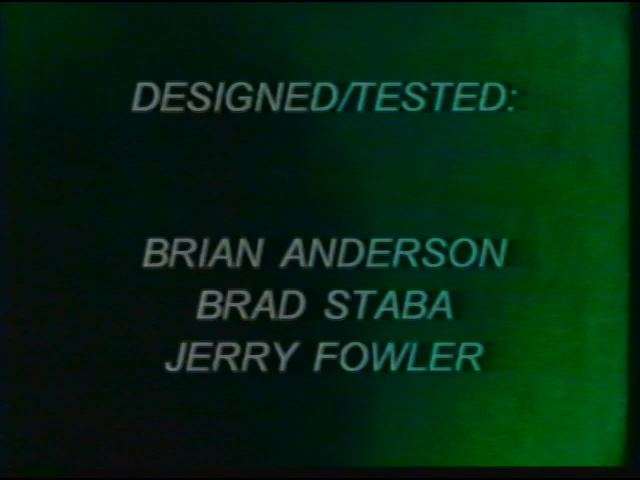 DESIGNED/TESTED:
BRIAN ANDERSON
BRAD STABA
JERRY FOWLER